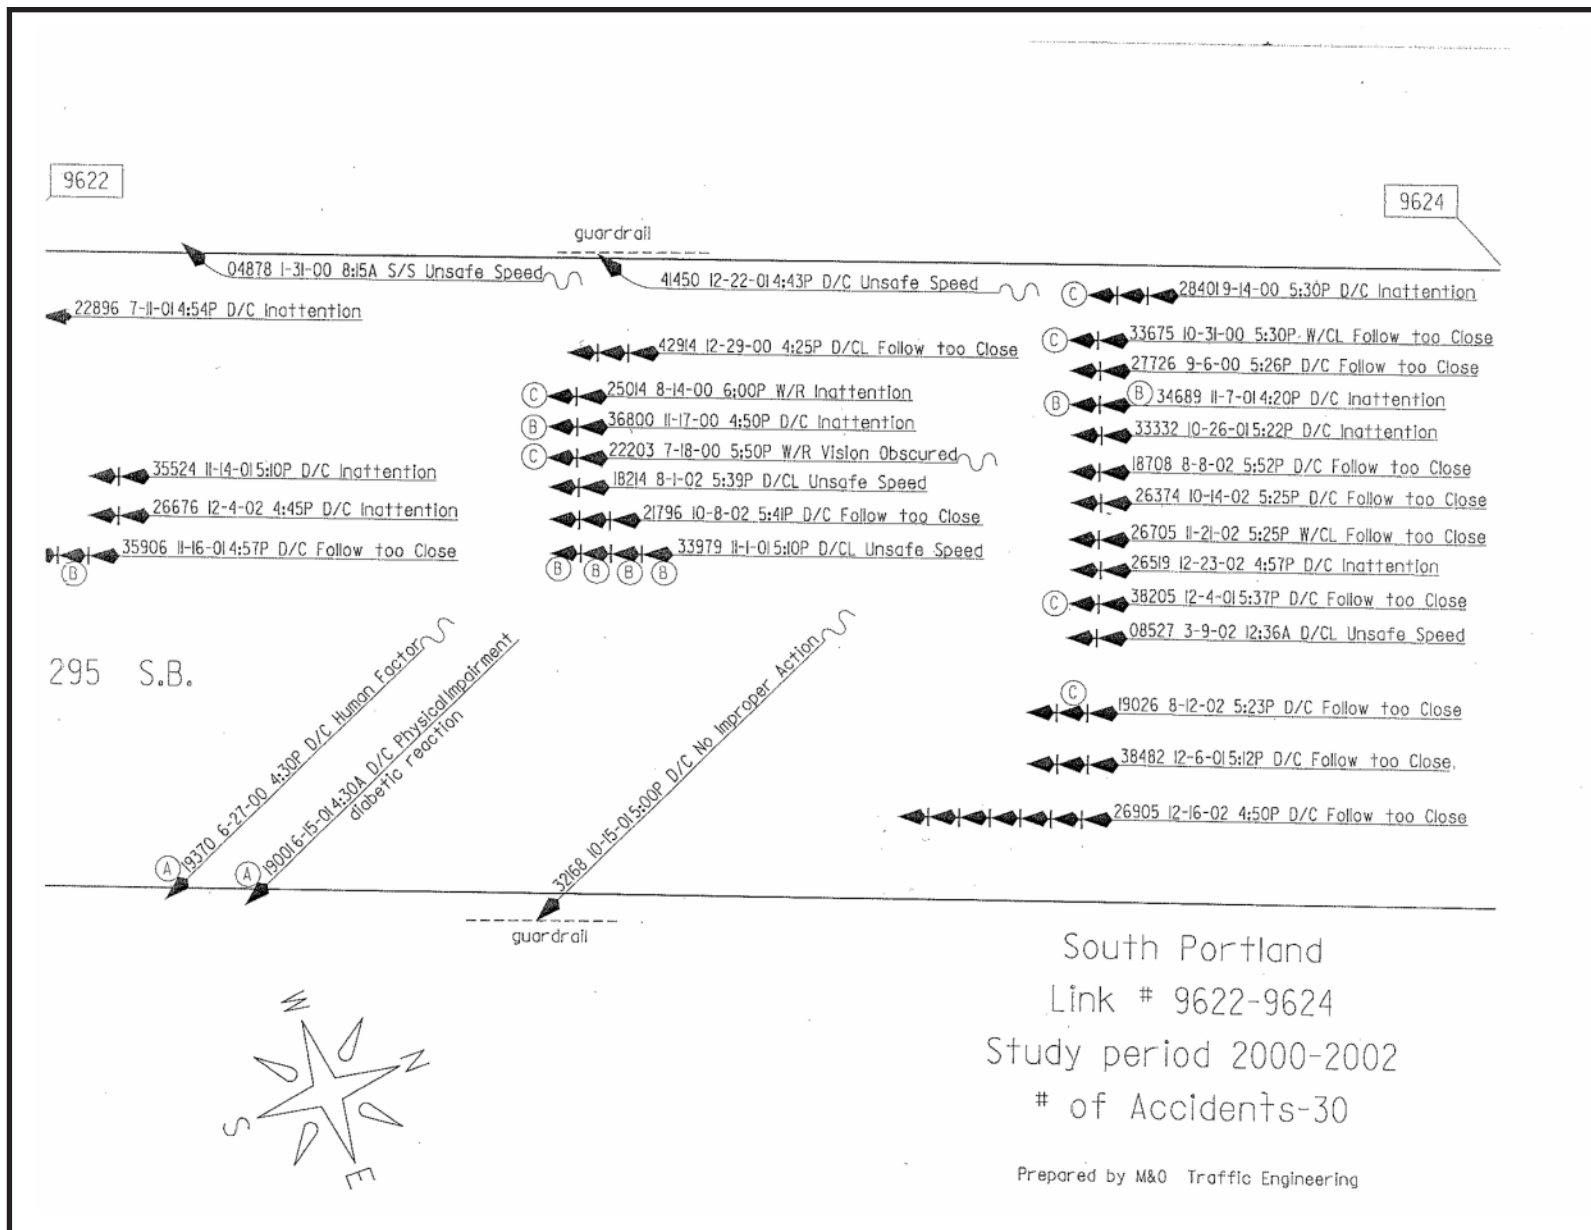 9622
9624
guardrail
04878 1-31-00 8:15A S/S Unsafe Speed
41450 12-22-01 4:43P D/C Unsafe Speed
C 28401 9-14-00 5:30P D/C Inattention
22896 7-11-01 4:54P D/C Inattention
C 33675 10-31-00 5:30P W/CL Follow too Close
42914 12-29-00 4:25P D/CL Follow too Close
27726 9-6-00 5:26P D/C Follow too Close
C 25014 8-14-00 6:00P W/R Inattention
B B 34689 11-7-01 4:20P D/C Inattention
B 36800 11-17-00 4:50P D/C Inattention
33332 10-26-01 5:22P D/C Inattention
C 22203 7-18-00 5:50P W/R Vision Obscured
35524 11-14-01 5:10P D/C Inattention
18708 8-8-02 5:52P D/C Follow too Close
18214 8-1-02 5:39P D/CL Unsafe Speed
26374 10-14-02 5:25P D/C Follow too Close
26676 12-4-02 4:45P D/C Inattention
21796 10-8-02 5:41P D/C Follow too Close
26705 11-21-02 5:25P W/CL Follow too Close
35906 11-16-01 4:57P D/C Follow too Close
B
33979 11-1-01 5:10P D/CL Unsafe Speed
B B B B
26519 12-23-02 4:57P D/C Inattention
C 38205 12-4-01 5:37P D/C Follow too Close
08527 3-9-02 12:36A D/CL Unsafe Speed
295 S.B.
C
19026 8-12-02 5:23P D/C Follow too Close
38482 12-6-01 5:12P D/C Follow too Close
26905 12-16-02 4:50P D/C Follow too Close
A 19370 6-27-00 4:30P D/C Human Factor
A 19001 6-15-01 4:30A D/C Physical Impairment
diabetic reaction
32168 10-15-01 5:00P D/C No Improper Action
guardrail
W
N
S
E
South Portland
Link # 9622-9624
Study period 2000-2002
# of Accidents-30
Prepared by M&O Traffic Engineering